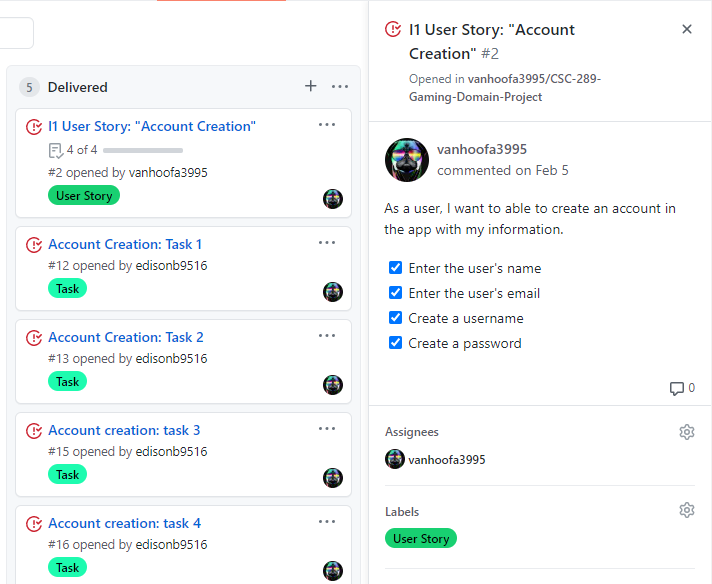 5 Delivered
I1 User Story: "Account Creation"
4 of 4
#2 opened by vanhoofa3995
User Story
Account Creation: Task 1
#12 opened by edisonb9516
Task
Account Creation: Task 2
#13 opened by edisonb9516
Task
Account creation: task 3
#15 opened by edisonb9516
Task
Account creation: task 4
#16 opened by edisonb9516
Task
I1 User Story: "Account
Creation" #2
Opened in vanhoofa3995/CSC-289-
Gaming-Domain-Project
vanhoofa3995
commented on Feb 5
As a user, I want to able to create an account in
the app with my information.
Enter the user's name
Enter the user's email
Create a username
Create a password
0
Assignees
vanhoofa3995
Labels
User Story